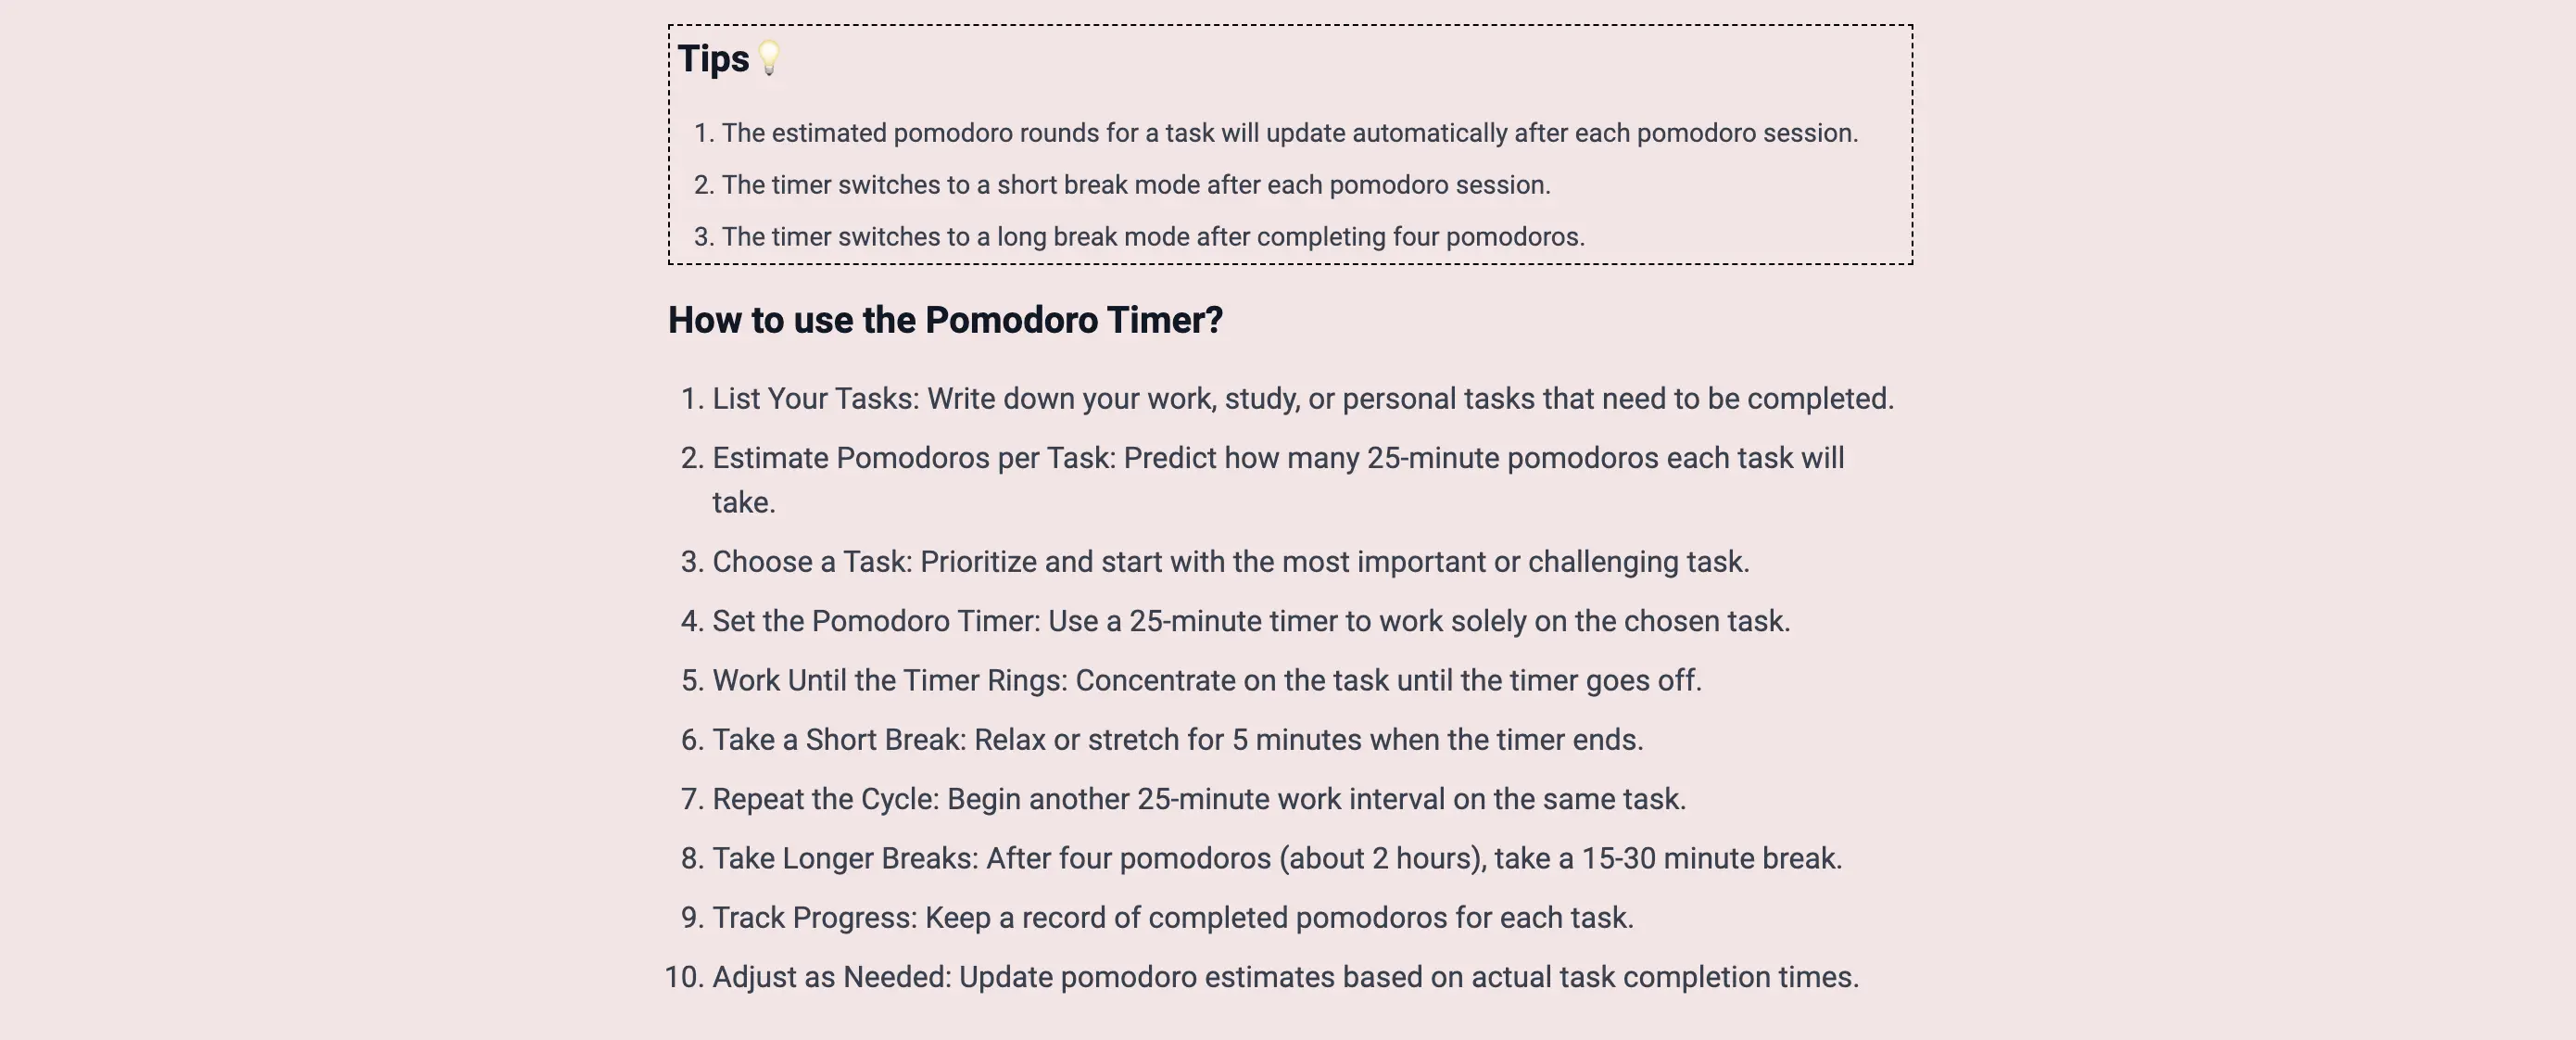 Tips💡
1. The estimated pomodoro rounds for a task will update automatically after each pomodoro session.
2. The timer switches to a short break mode after each pomodoro session.
3. The timer switches to a long break mode after completing four pomodoros.
How to use the Pomodoro Timer?
1. List Your Tasks: Write down your work, study, or personal tasks that need to be completed.
2. Estimate Pomodoros per Task: Predict how many 25-minute pomodoros each task will
take.
3. Choose a Task: Prioritize and start with the most important or challenging task.
4. Set the Pomodoro Timer: Use a 25-minute timer to work solely on the chosen task.
5. Work Until the Timer Rings: Concentrate on the task until the timer goes off.
6. Take a Short Break: Relax or stretch for 5 minutes when the timer ends.
7. Repeat the Cycle: Begin another 25-minute work interval on the same task.
8. Take Longer Breaks: After four pomodoros (about 2 hours), take a 15-30 minute break.
9. Track Progress: Keep a record of completed pomodoros for each task.
10. Adjust as Needed: Update pomodoro estimates based on actual task completion times.